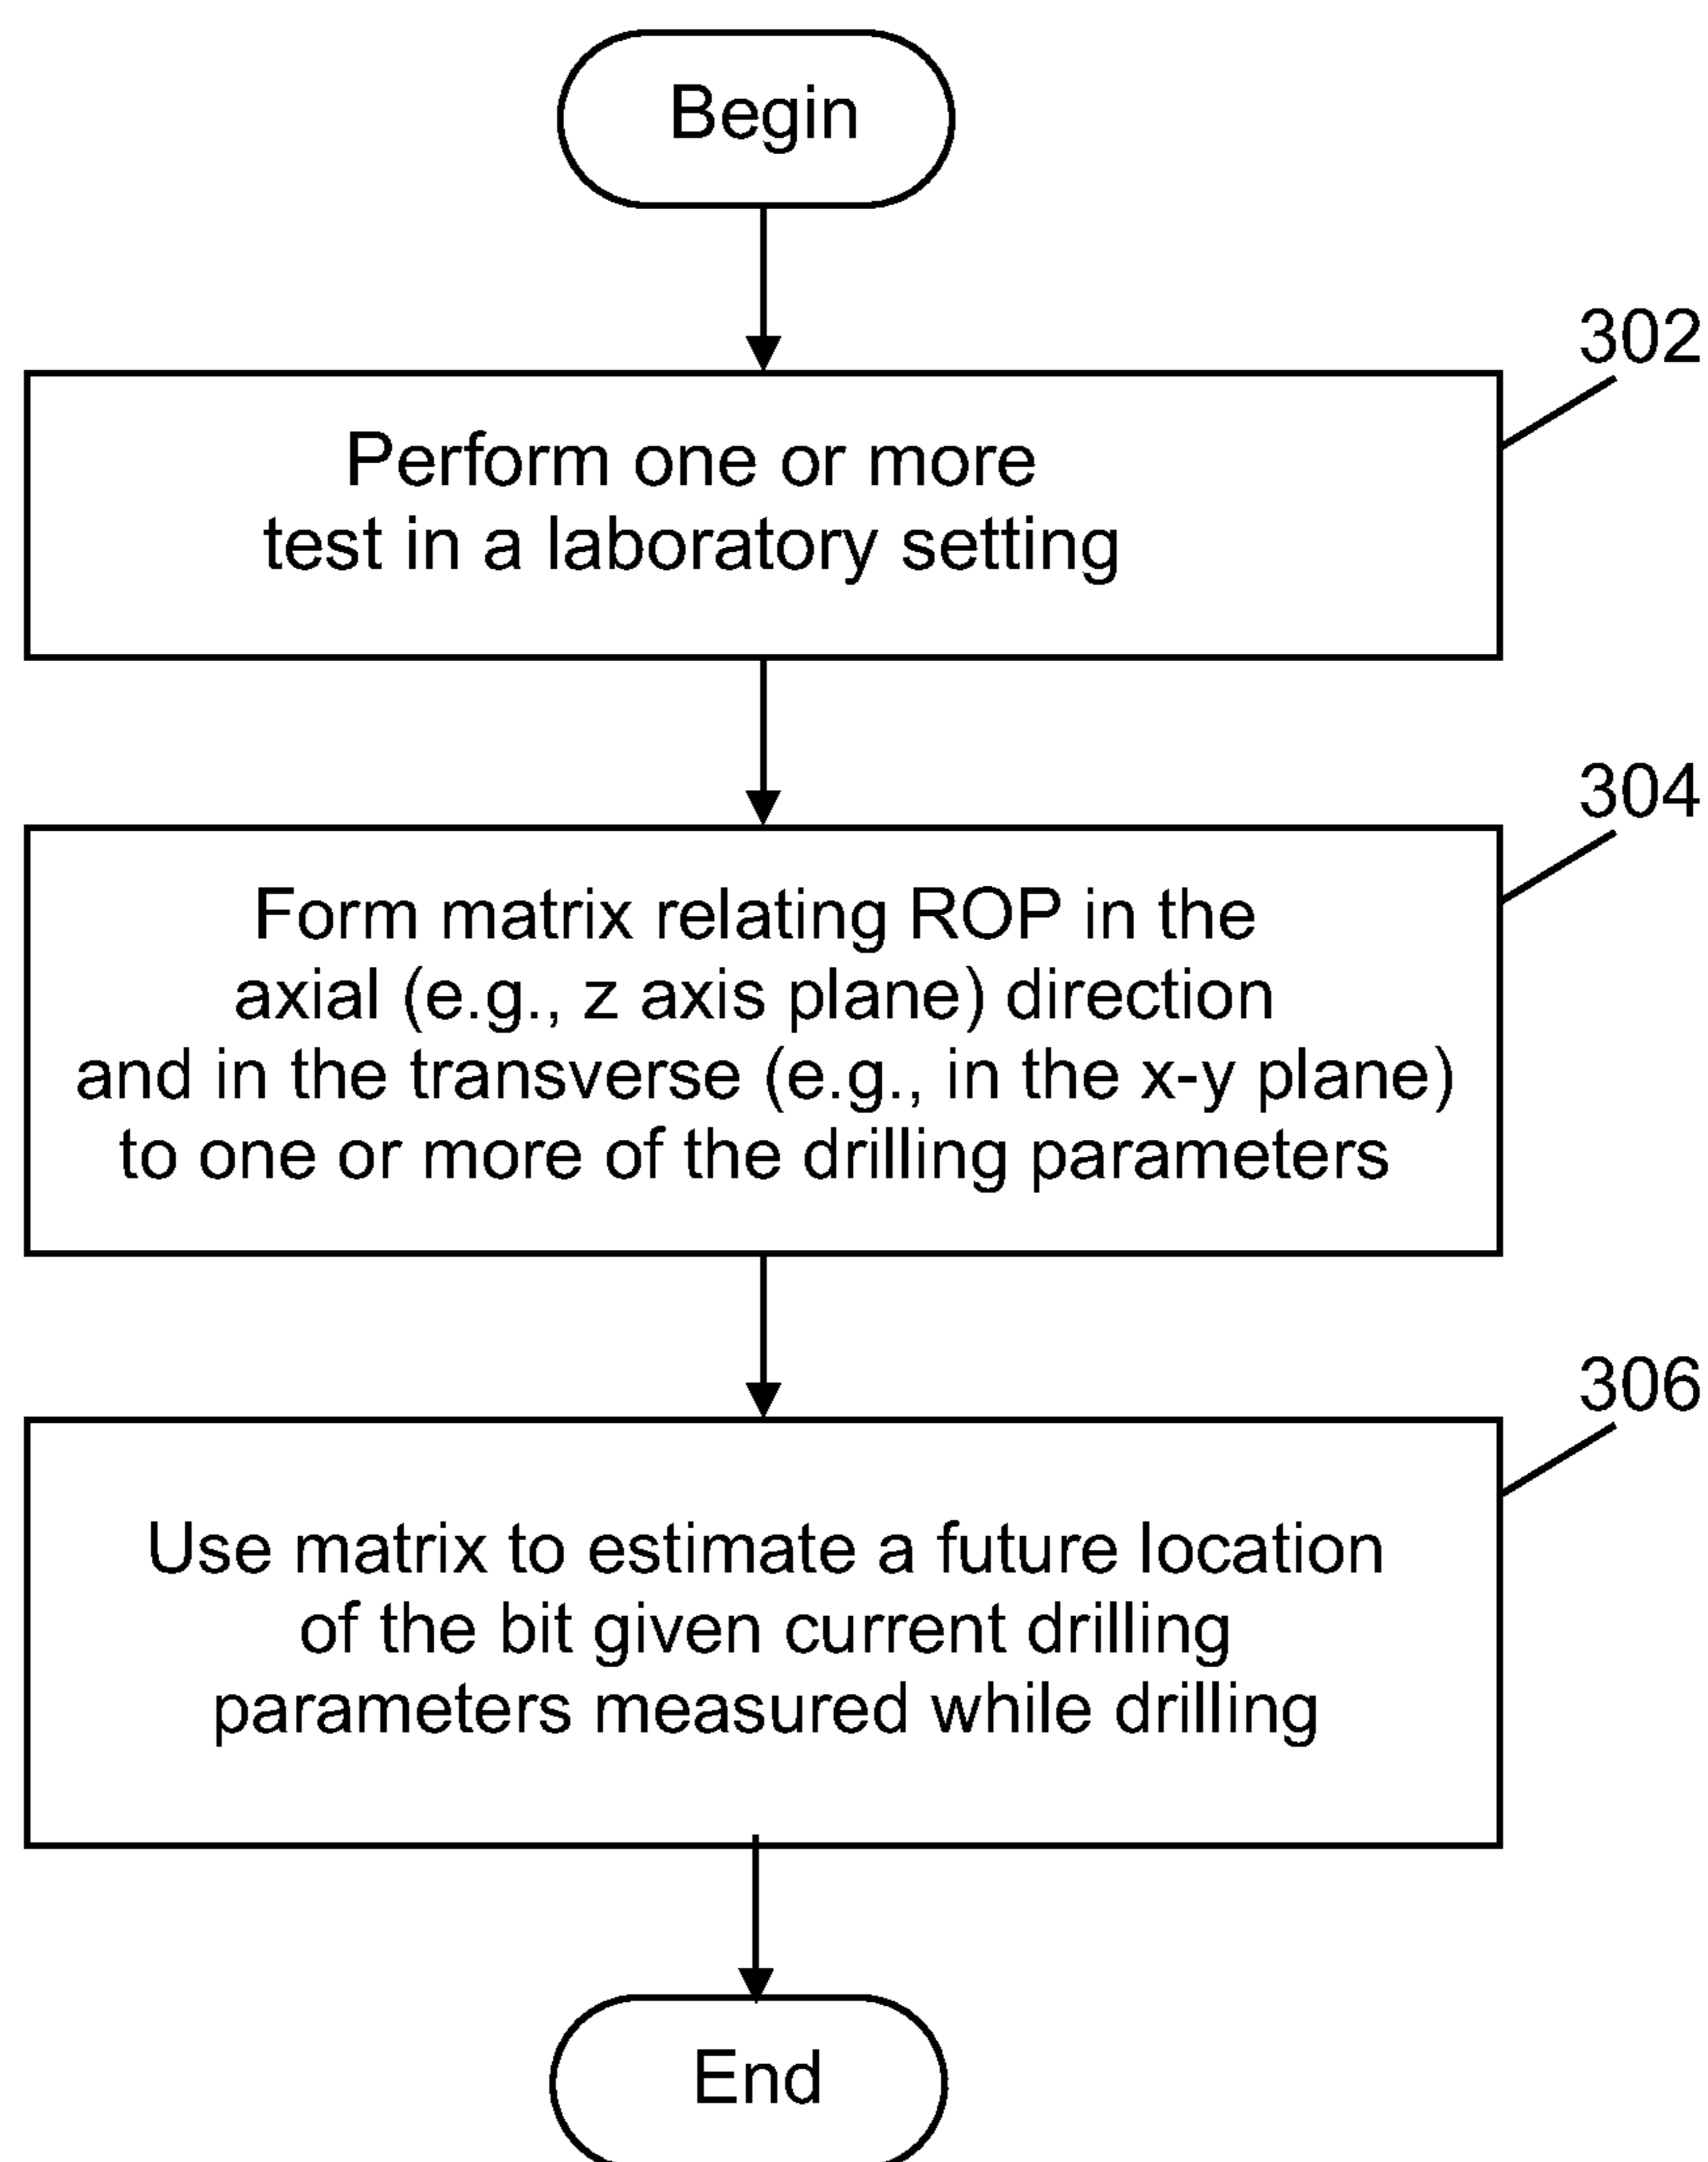 Begin
302
Perform one or more
test in a laboratory setting
304
Form matrix relating ROP in the
axial (e.g., z axis plane) direction
and in the transverse (e.g., in the x-y plane)
to one or more of the drilling parameters
306
Use matrix to estimate a future location
of the bit given current drilling
parameters measured while drilling
End